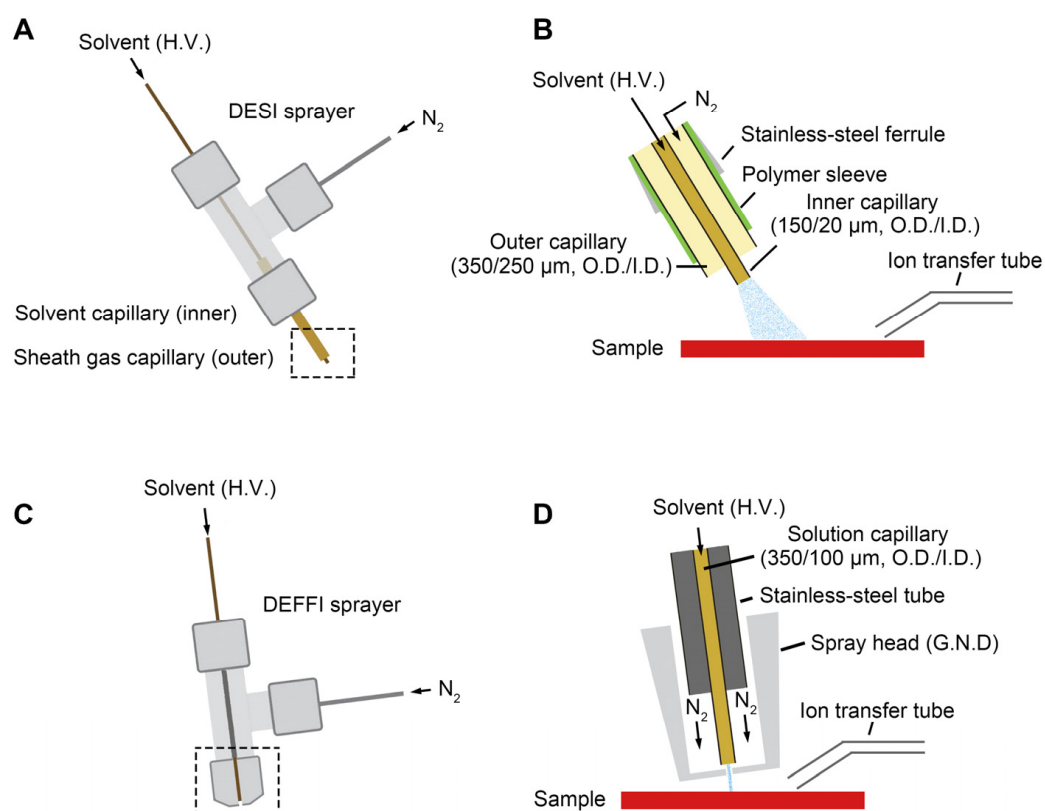 A
Solvent (H.V.)
DESI sprayer
N2
Solvent capillary (inner)
Sheath gas capillary (outer)
B
Solvent (H.V.)
N2
Stainless-steel ferrule
Polymer sleeve
Inner capillary
(150/20 μm, O.D./I.D.)
Outer capillary
(350/250 μm, O.D./I.D.)
Ion transfer tube
Sample
C
Solvent (H.V.)
DEFFI sprayer
N2
D
Solvent (H.V.)
Solution capillary
(350/100 μm, O.D./I.D.)
Stainless-steel tube
Spray head (G.N.D)
N2
N2
Ion transfer tube
Sample